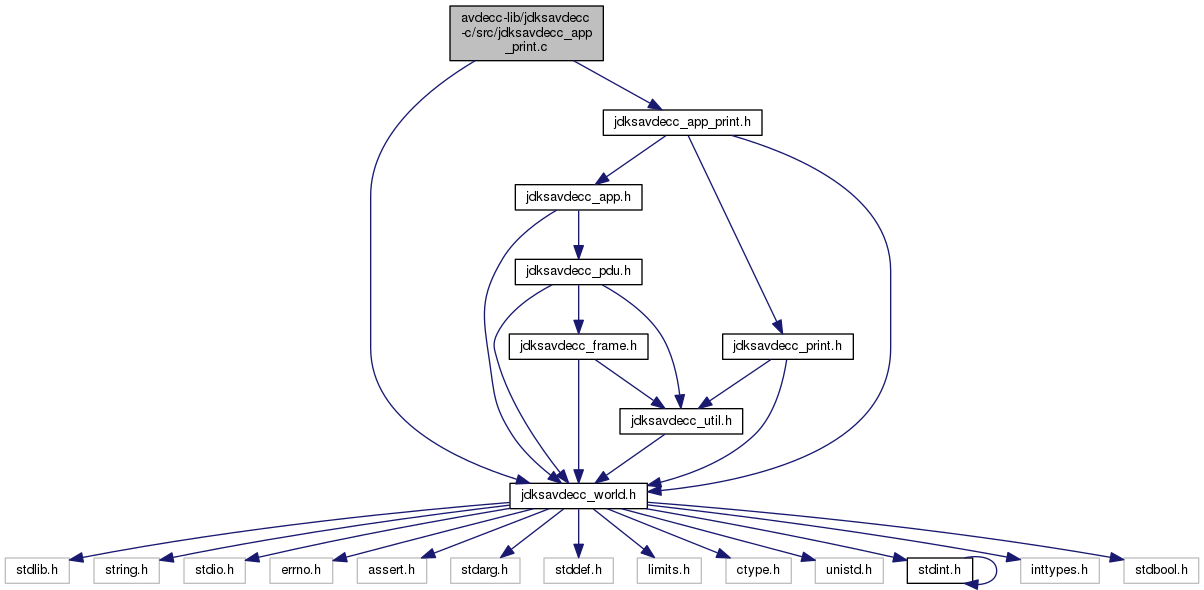 avdecc-lib/jdksavdecc
-c/src/jdksavdecc_app
_print.c
jdksavdecc_app_print.h
jdksavdecc_app.h
jdksavdecc_pdu.h
jdksavdecc_frame.h
jdksavdecc_print.h
jdksavdecc_util.h
jdksavdecc_world.h
stdlib.h
string.h
stdio.h
errno.h
assert.h
stdarg.h
stddef.h
limits.h
ctype.h
unistd.h
stdint.h
inttypes.h
stdbool.h